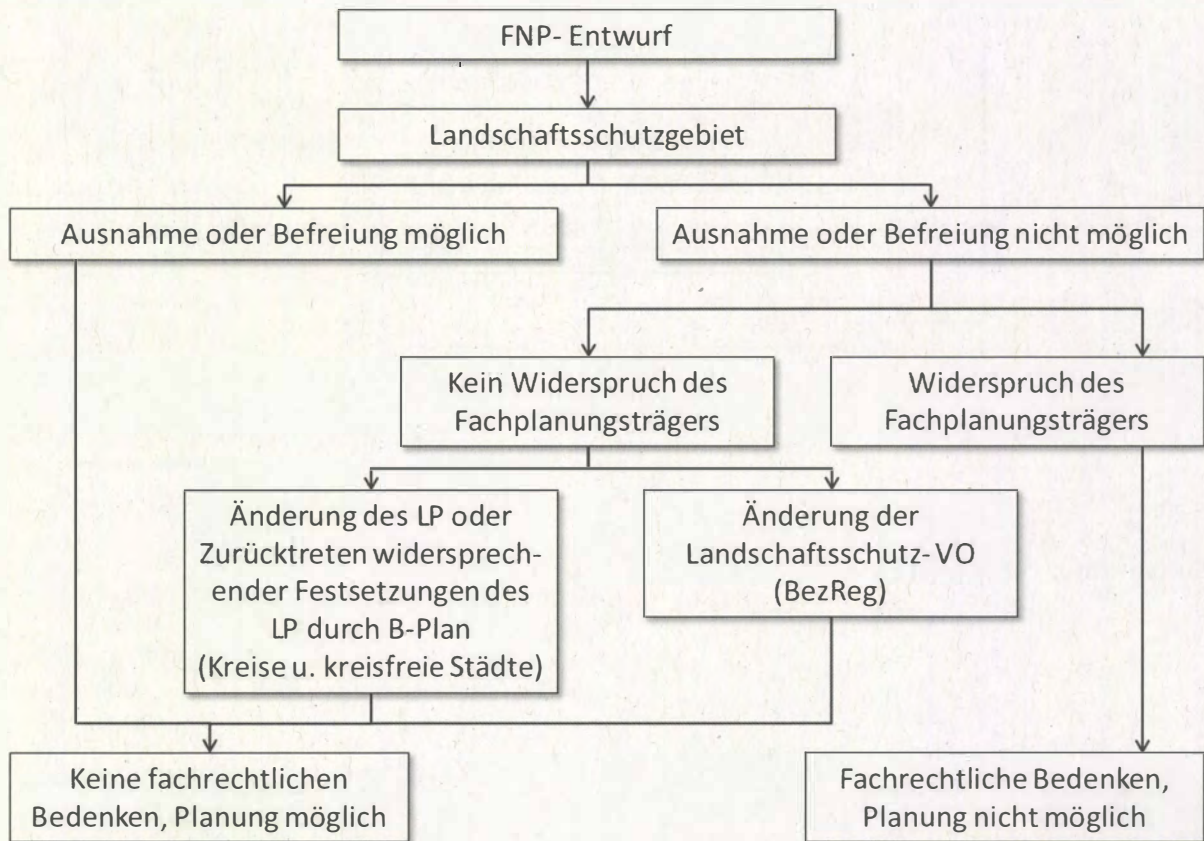 FNP- Entwurf
Landschaftsschutzgebiet
Ausnahme oder Befreiung möglich
Ausnahme oder Befreiung nicht möglich
Kein Widerspruch des
Fachplanungsträgers
Widerspruch des
Fachplanungsträgers
Änderung des LP oder
Zurücktreten widersprech-
ender Festsetzungen des
LP durch B-Plan
(Kreise u. kreisfreie Städte)
Änderung der
Landschaftsschutz-VO
(BezReg)
Keine fachrechtlichen
Bedenken, Planung möglich
Fachrechtliche Bedenken,
Planung nicht möglich